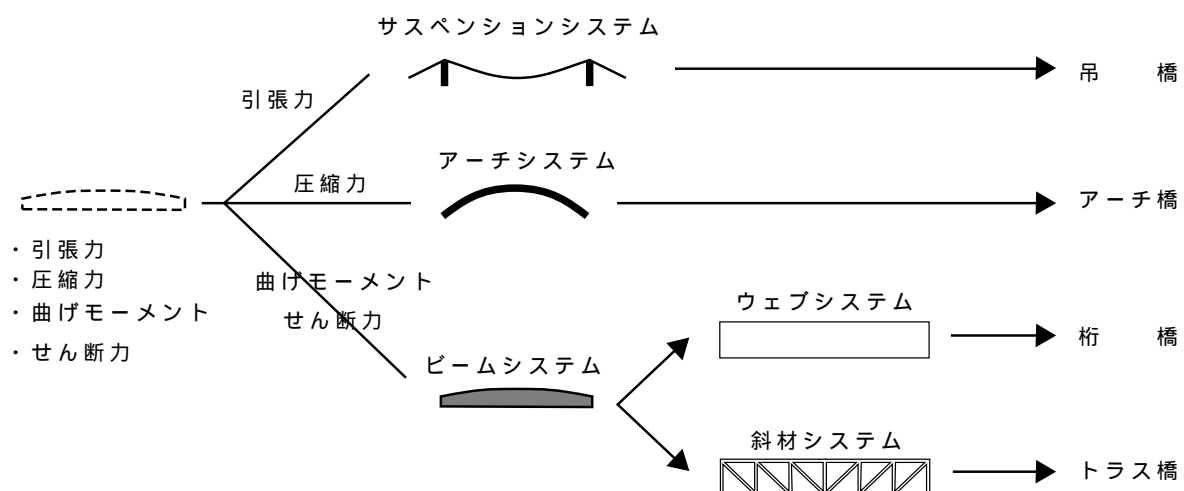 サスペンションシステム
引張力
吊　橋
アーチシステム
圧縮力
アーチ橋
・引張力
・圧縮力
・曲げモーメント
・せん断力
曲げモーメント
せん断力
ウェブシステム
桁　橋
ビームシステム
斜材システム
トラス橋